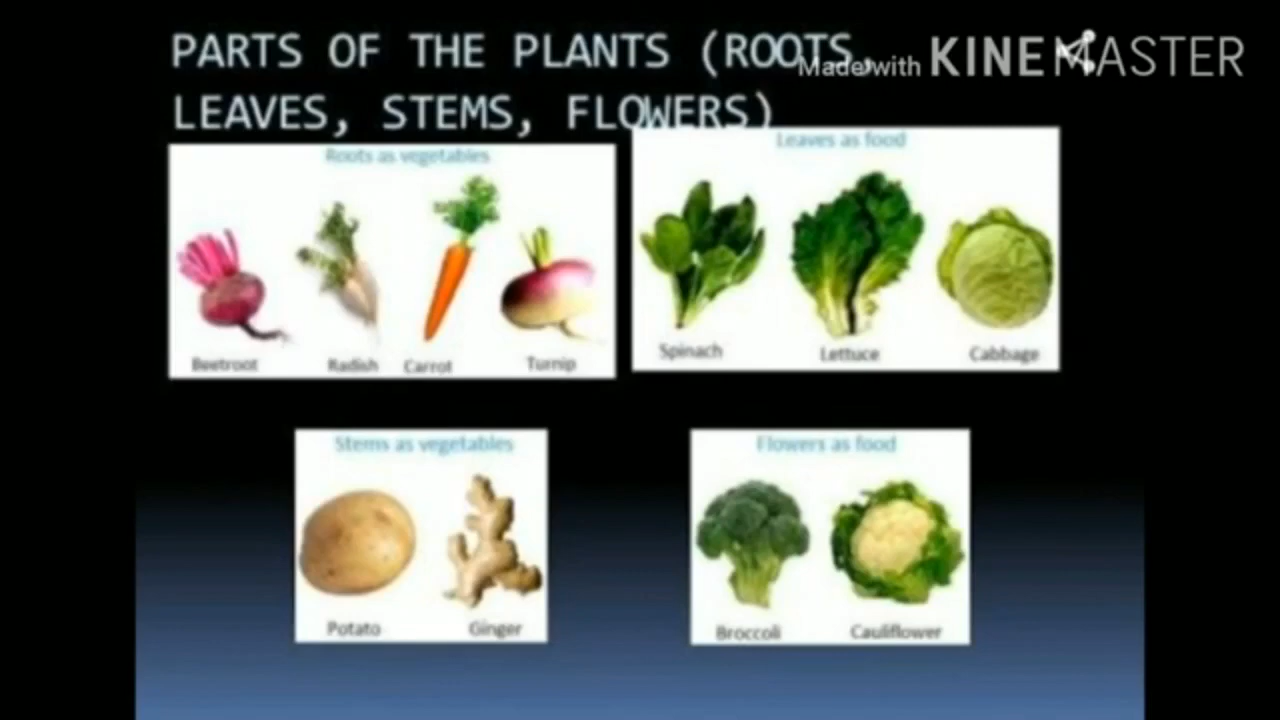 PARTS OF THE PLANTS (ROOTS,
LEAVES, STEMS, FLOWERS)
Made with KINEMASTER
Roots as vegetables
Beetroot Radish Carrot Turnip
Leaves as food
Spinach Lettuce Cabbage
Stems as vegetables
Potato Ginger
Flowers as food
Broccoli Cauliflower